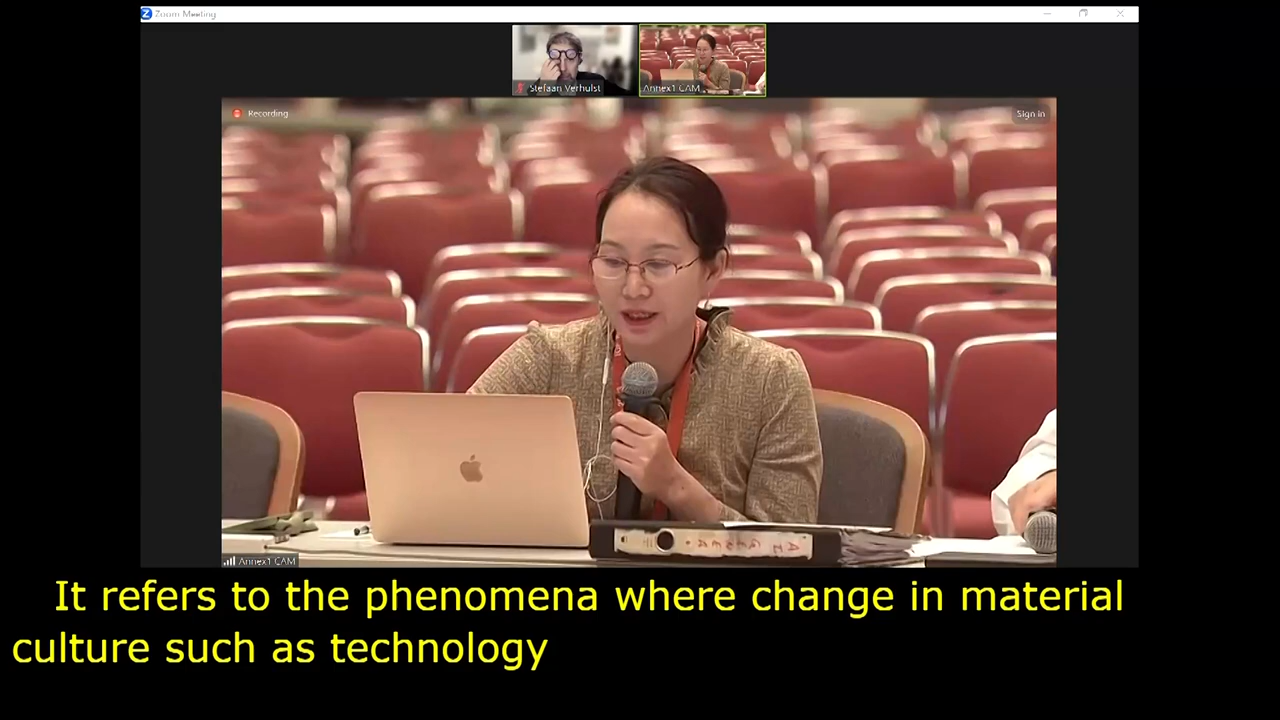 Zoom Meeting
Stefaan Verhulst
Annex1 CAM
Recording
Sign in
Annex1 CAM
It refers to the phenomena where change in material
culture such as technology